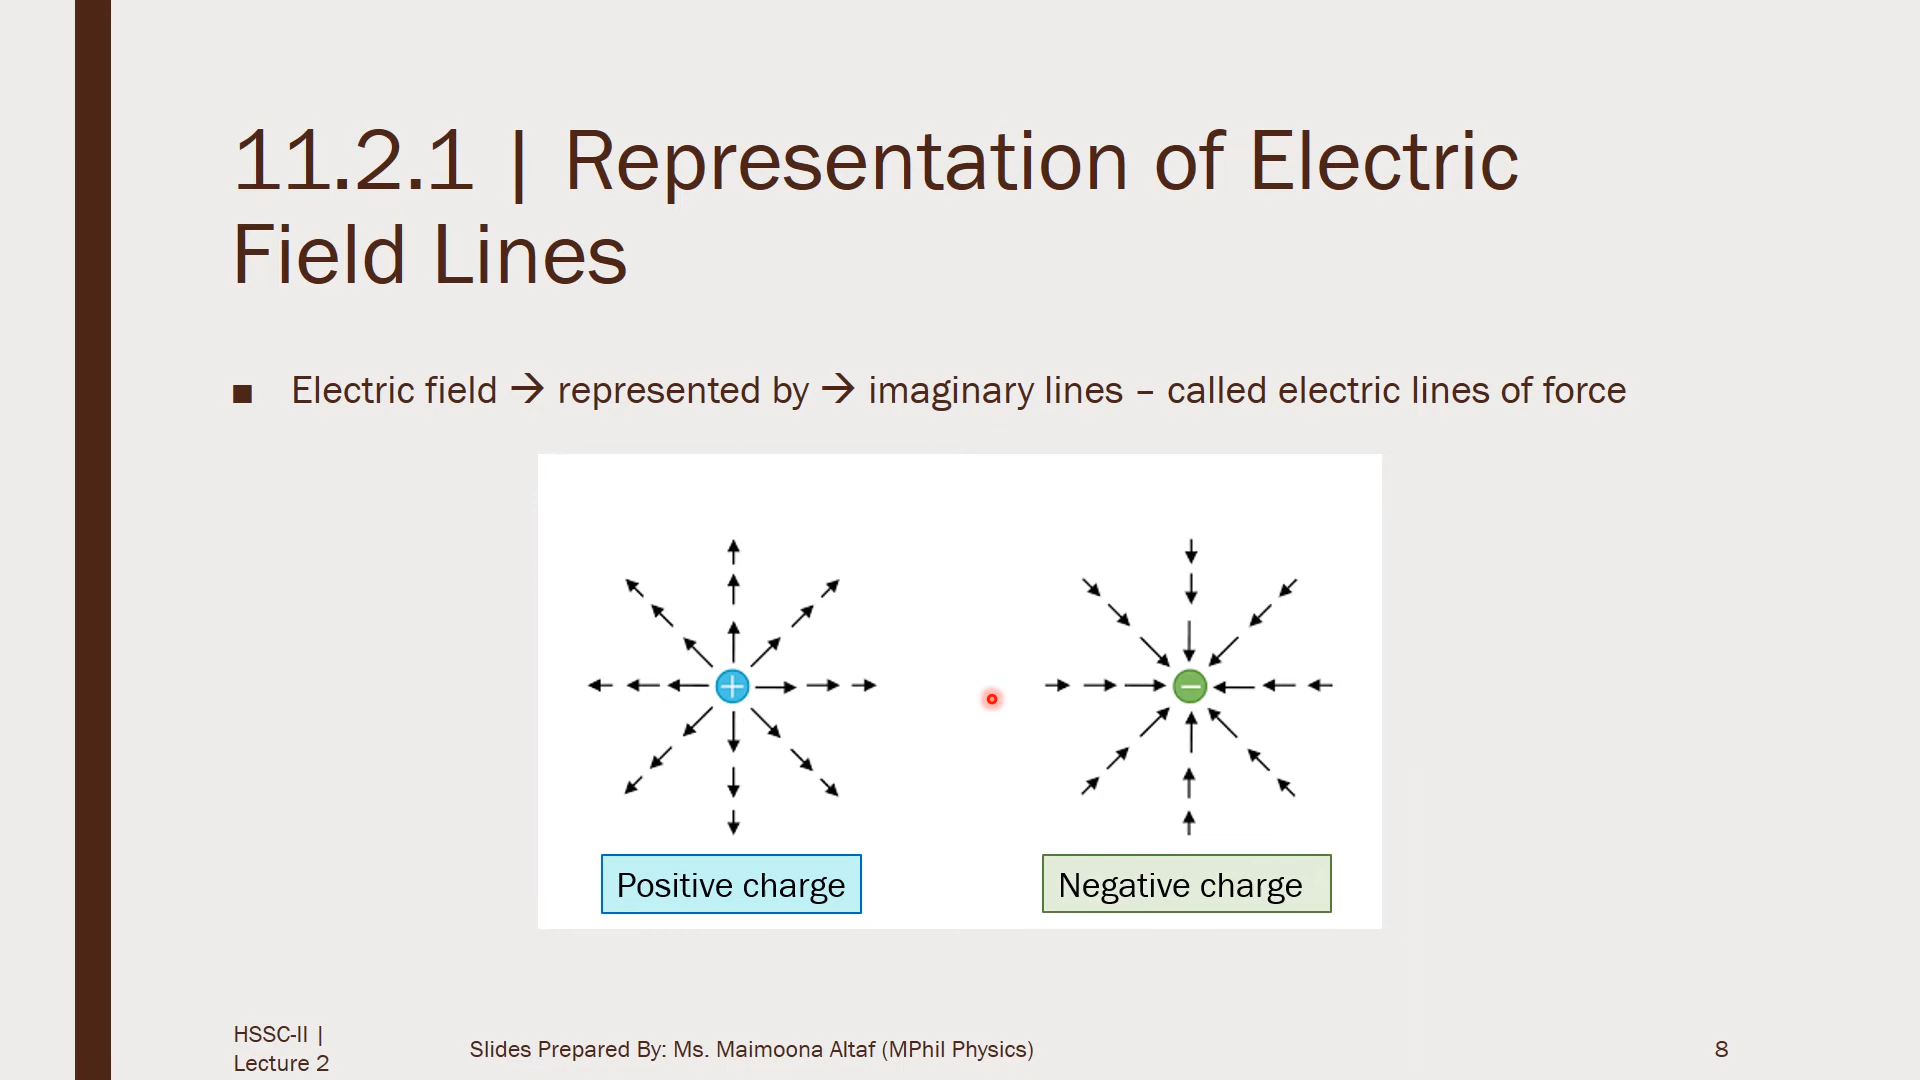 11.2.1 | Representation of Electric
Field Lines
■ Electric field → represented by → imaginary lines – called electric lines of force
+
−
Positive charge
Negative charge
HSSC-II |
Lecture 2
Slides Prepared By: Ms. Maimoona Altaf (MPhil Physics)
8